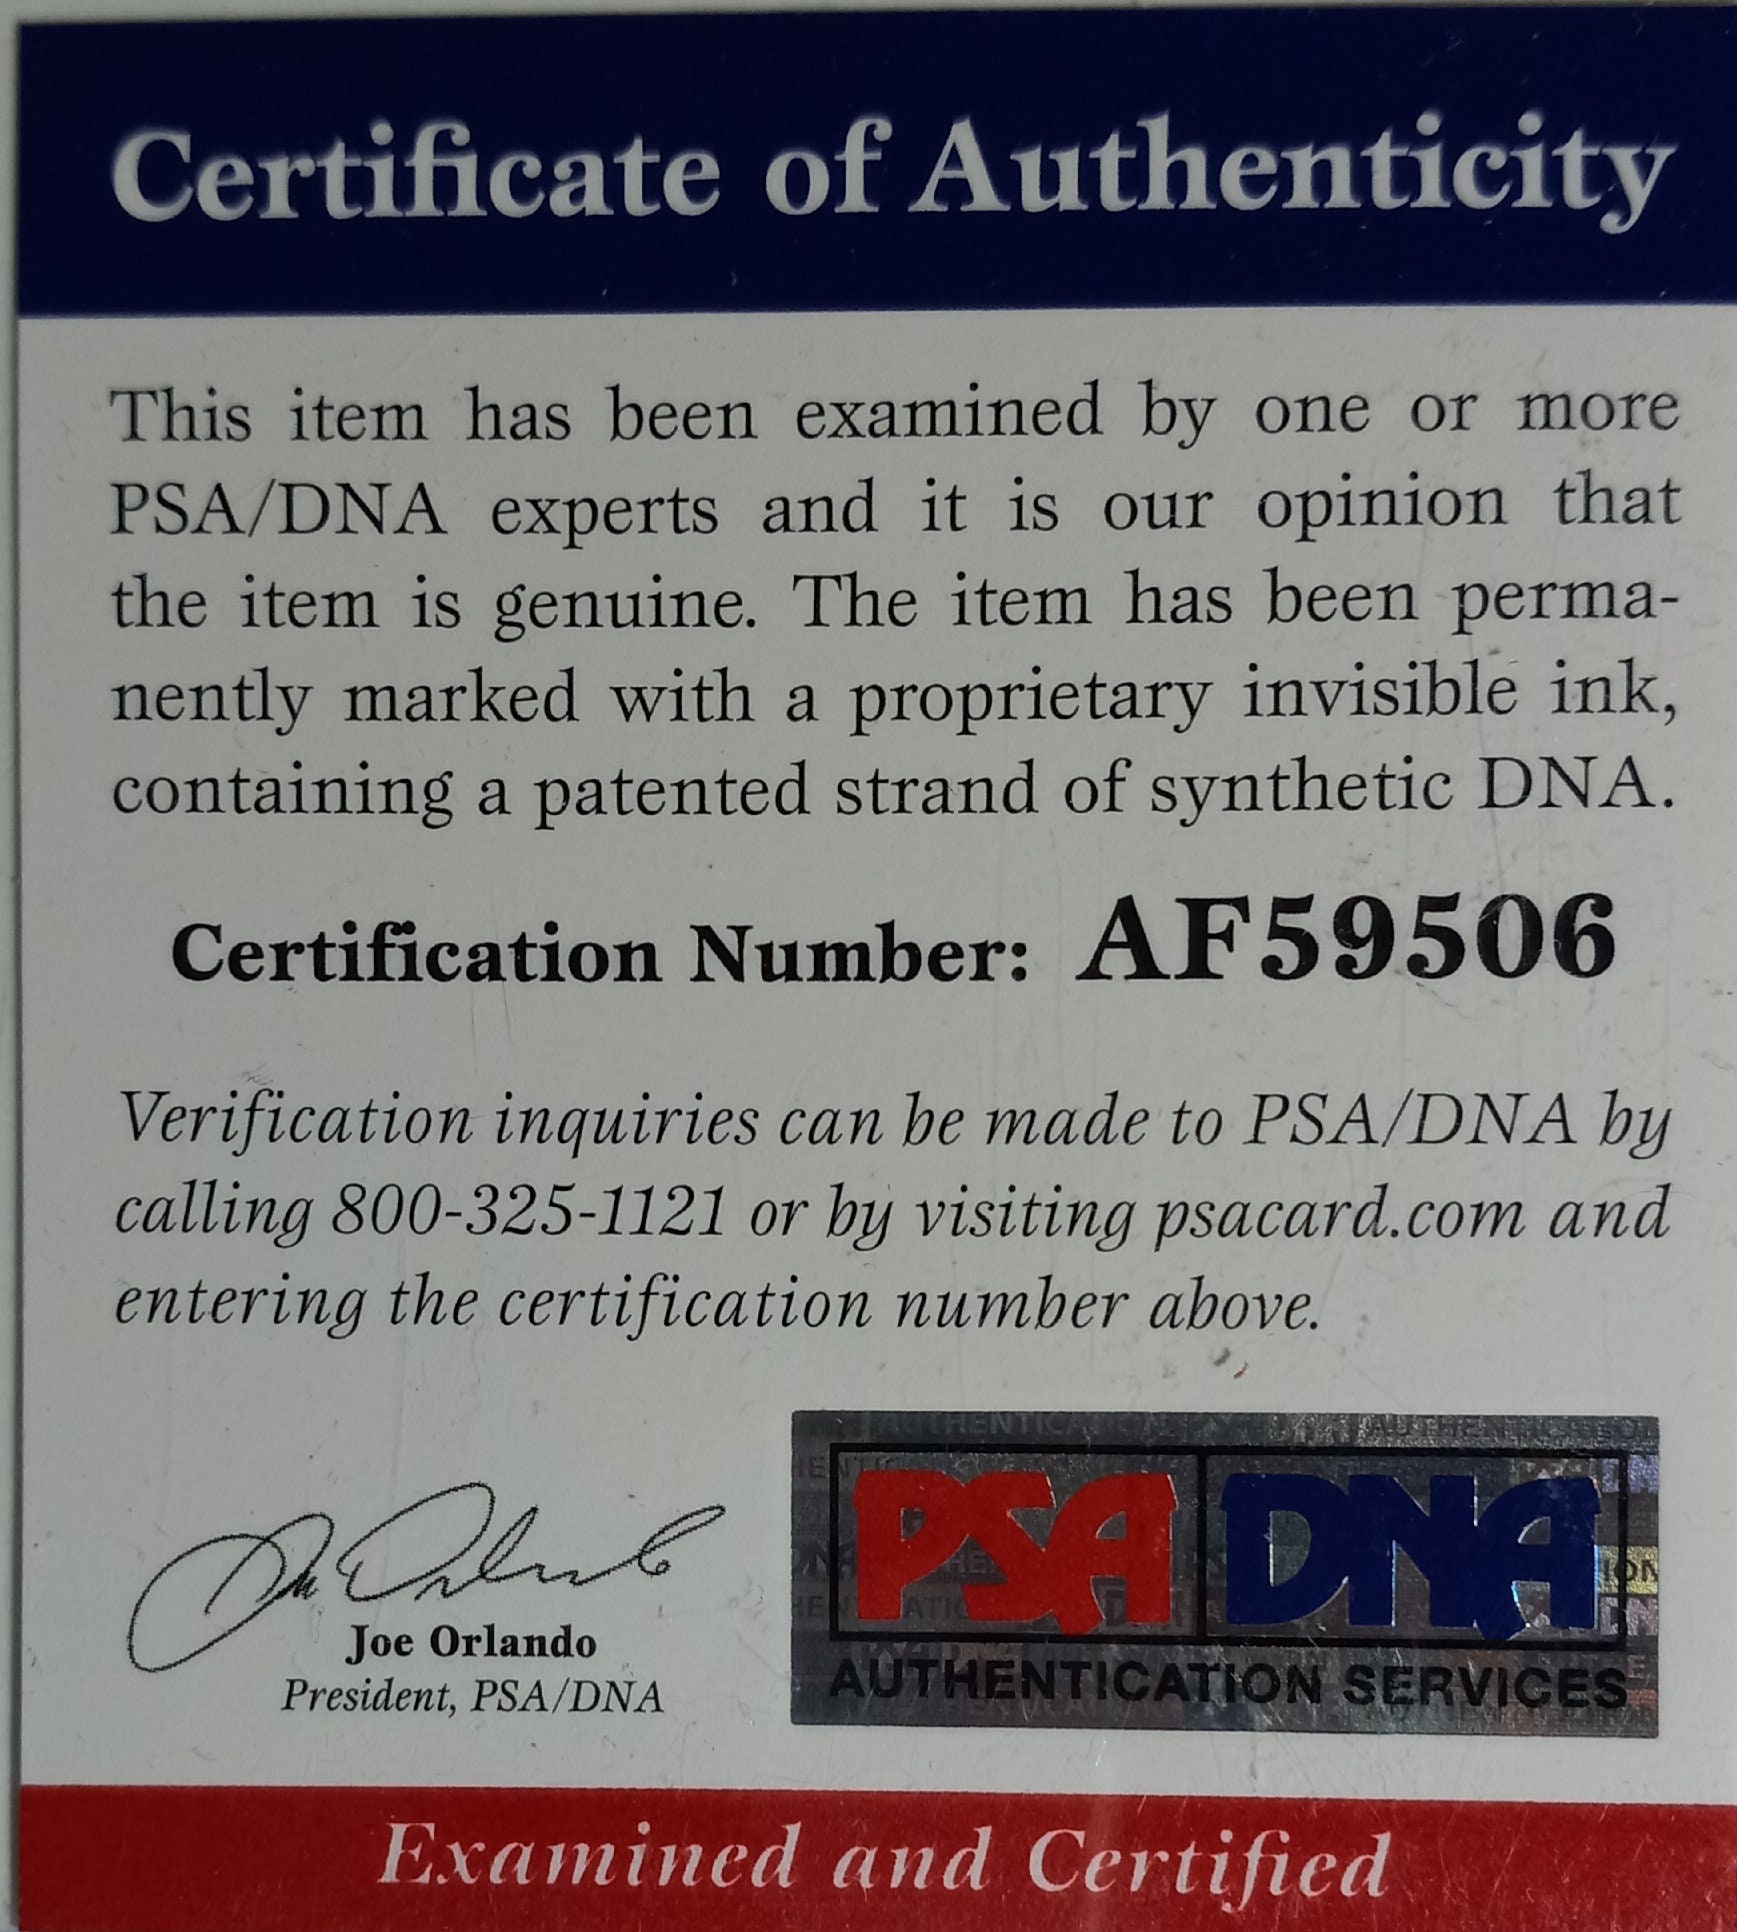 Certificate of Authenticity
This item has been examined by one or more
PSA/DNA experts and it is our opinion that
the item is genuine. The item has been perma-
nently marked with a proprietary invisible ink,
containing a patented strand of synthetic DNA.
Certification Number: AF59506
Verification inquiries can be made to PSA/DNA by
calling 800-325-1121 or by visiting psacard.com and
entering the certification number above.
Joe Orlando
President, PSA/DNA
PSA DNA
AUTHENTICATION SERVICES
Examined and Certified